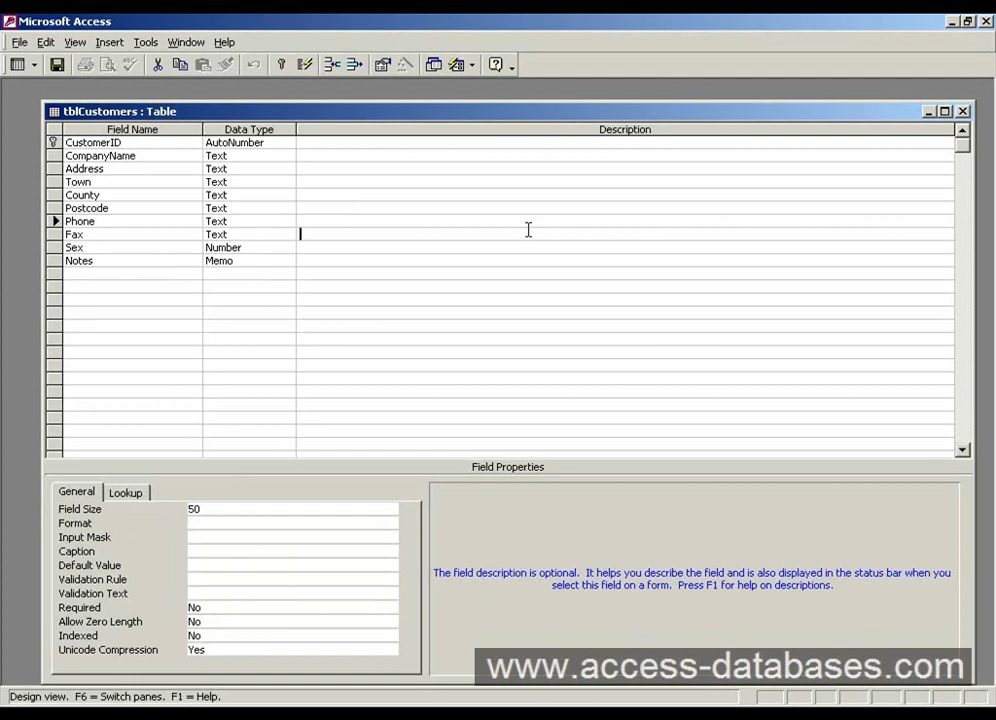 Microsoft Access
File Edit View Insert Tools Window Help
tblCustomers : Table
Field Name Data Type Description
CustomerID AutoNumber
CompanyName Text
Address Text
Town Text
County Text
Postcode Text
Phone Text
Fax Text
Sex Number
Notes Memo
Field Properties
General Lookup
Field Size 50
Format
Input Mask
Caption
Default Value
Validation Rule
Validation Text
Required No
Allow Zero Length No
Indexed No
Unicode Compression Yes
The field description is optional. It helps you describe the field and is also displayed in the status bar when you
select this field on a form. Press F1 for help on descriptions.
www.access-databases.com
Design view. F6 = Switch panes. F1 = Help.